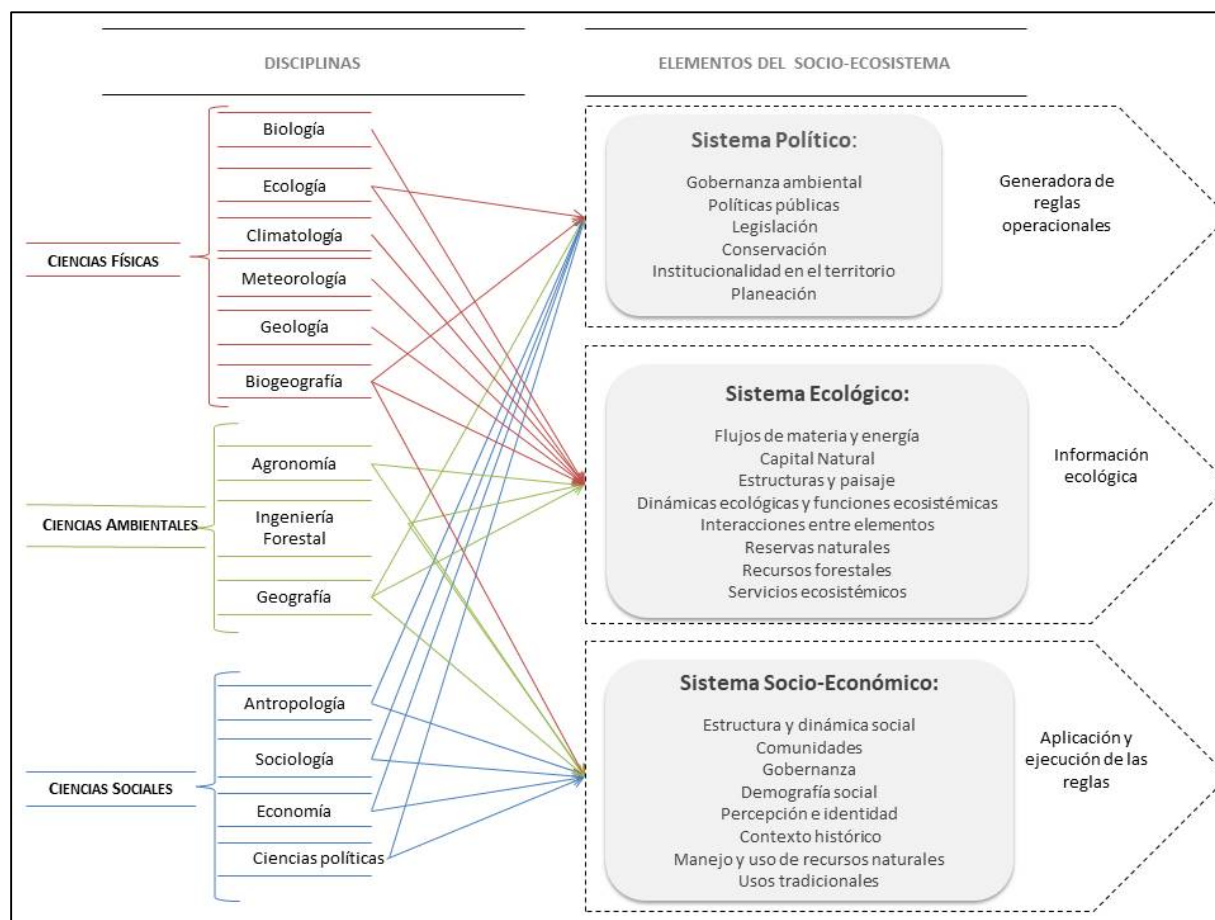 DISCIPLINAS
ELEMENTOS DEL SOCIO-ECOSISTEMA
CIENCIAS FÍSICAS
Biología
Ecología
Climatología
Meteorología
Geología
Biogeografía
CIENCIAS AMBIENTALES
Agronomía
Ingeniería
Forestal
Geografía
CIENCIAS SOCIALES
Antropología
Sociología
Economía
Ciencias políticas
Sistema Político:
Gobernanza ambiental
Políticas públicas
Legislación
Conservación
Institucionalidad en el territorio
Planeación
Generadora de
reglas
operacionales
Sistema Ecológico:
Flujos de materia y energía
Capital Natural
Estructuras y paisaje
Dinámicas ecológicas y funciones ecosistémicas
Interacciones entre elementos
Reservas naturales
Recursos forestales
Servicios ecosistémicos
Información
ecológica
Sistema Socio-Económico:
Estructura y dinámica social
Comunidades
Gobernanza
Demografía social
Percepción e identidad
Contexto histórico
Manejo y uso de recursos naturales
Usos tradicionales
Aplicación y
ejecución de las
reglas